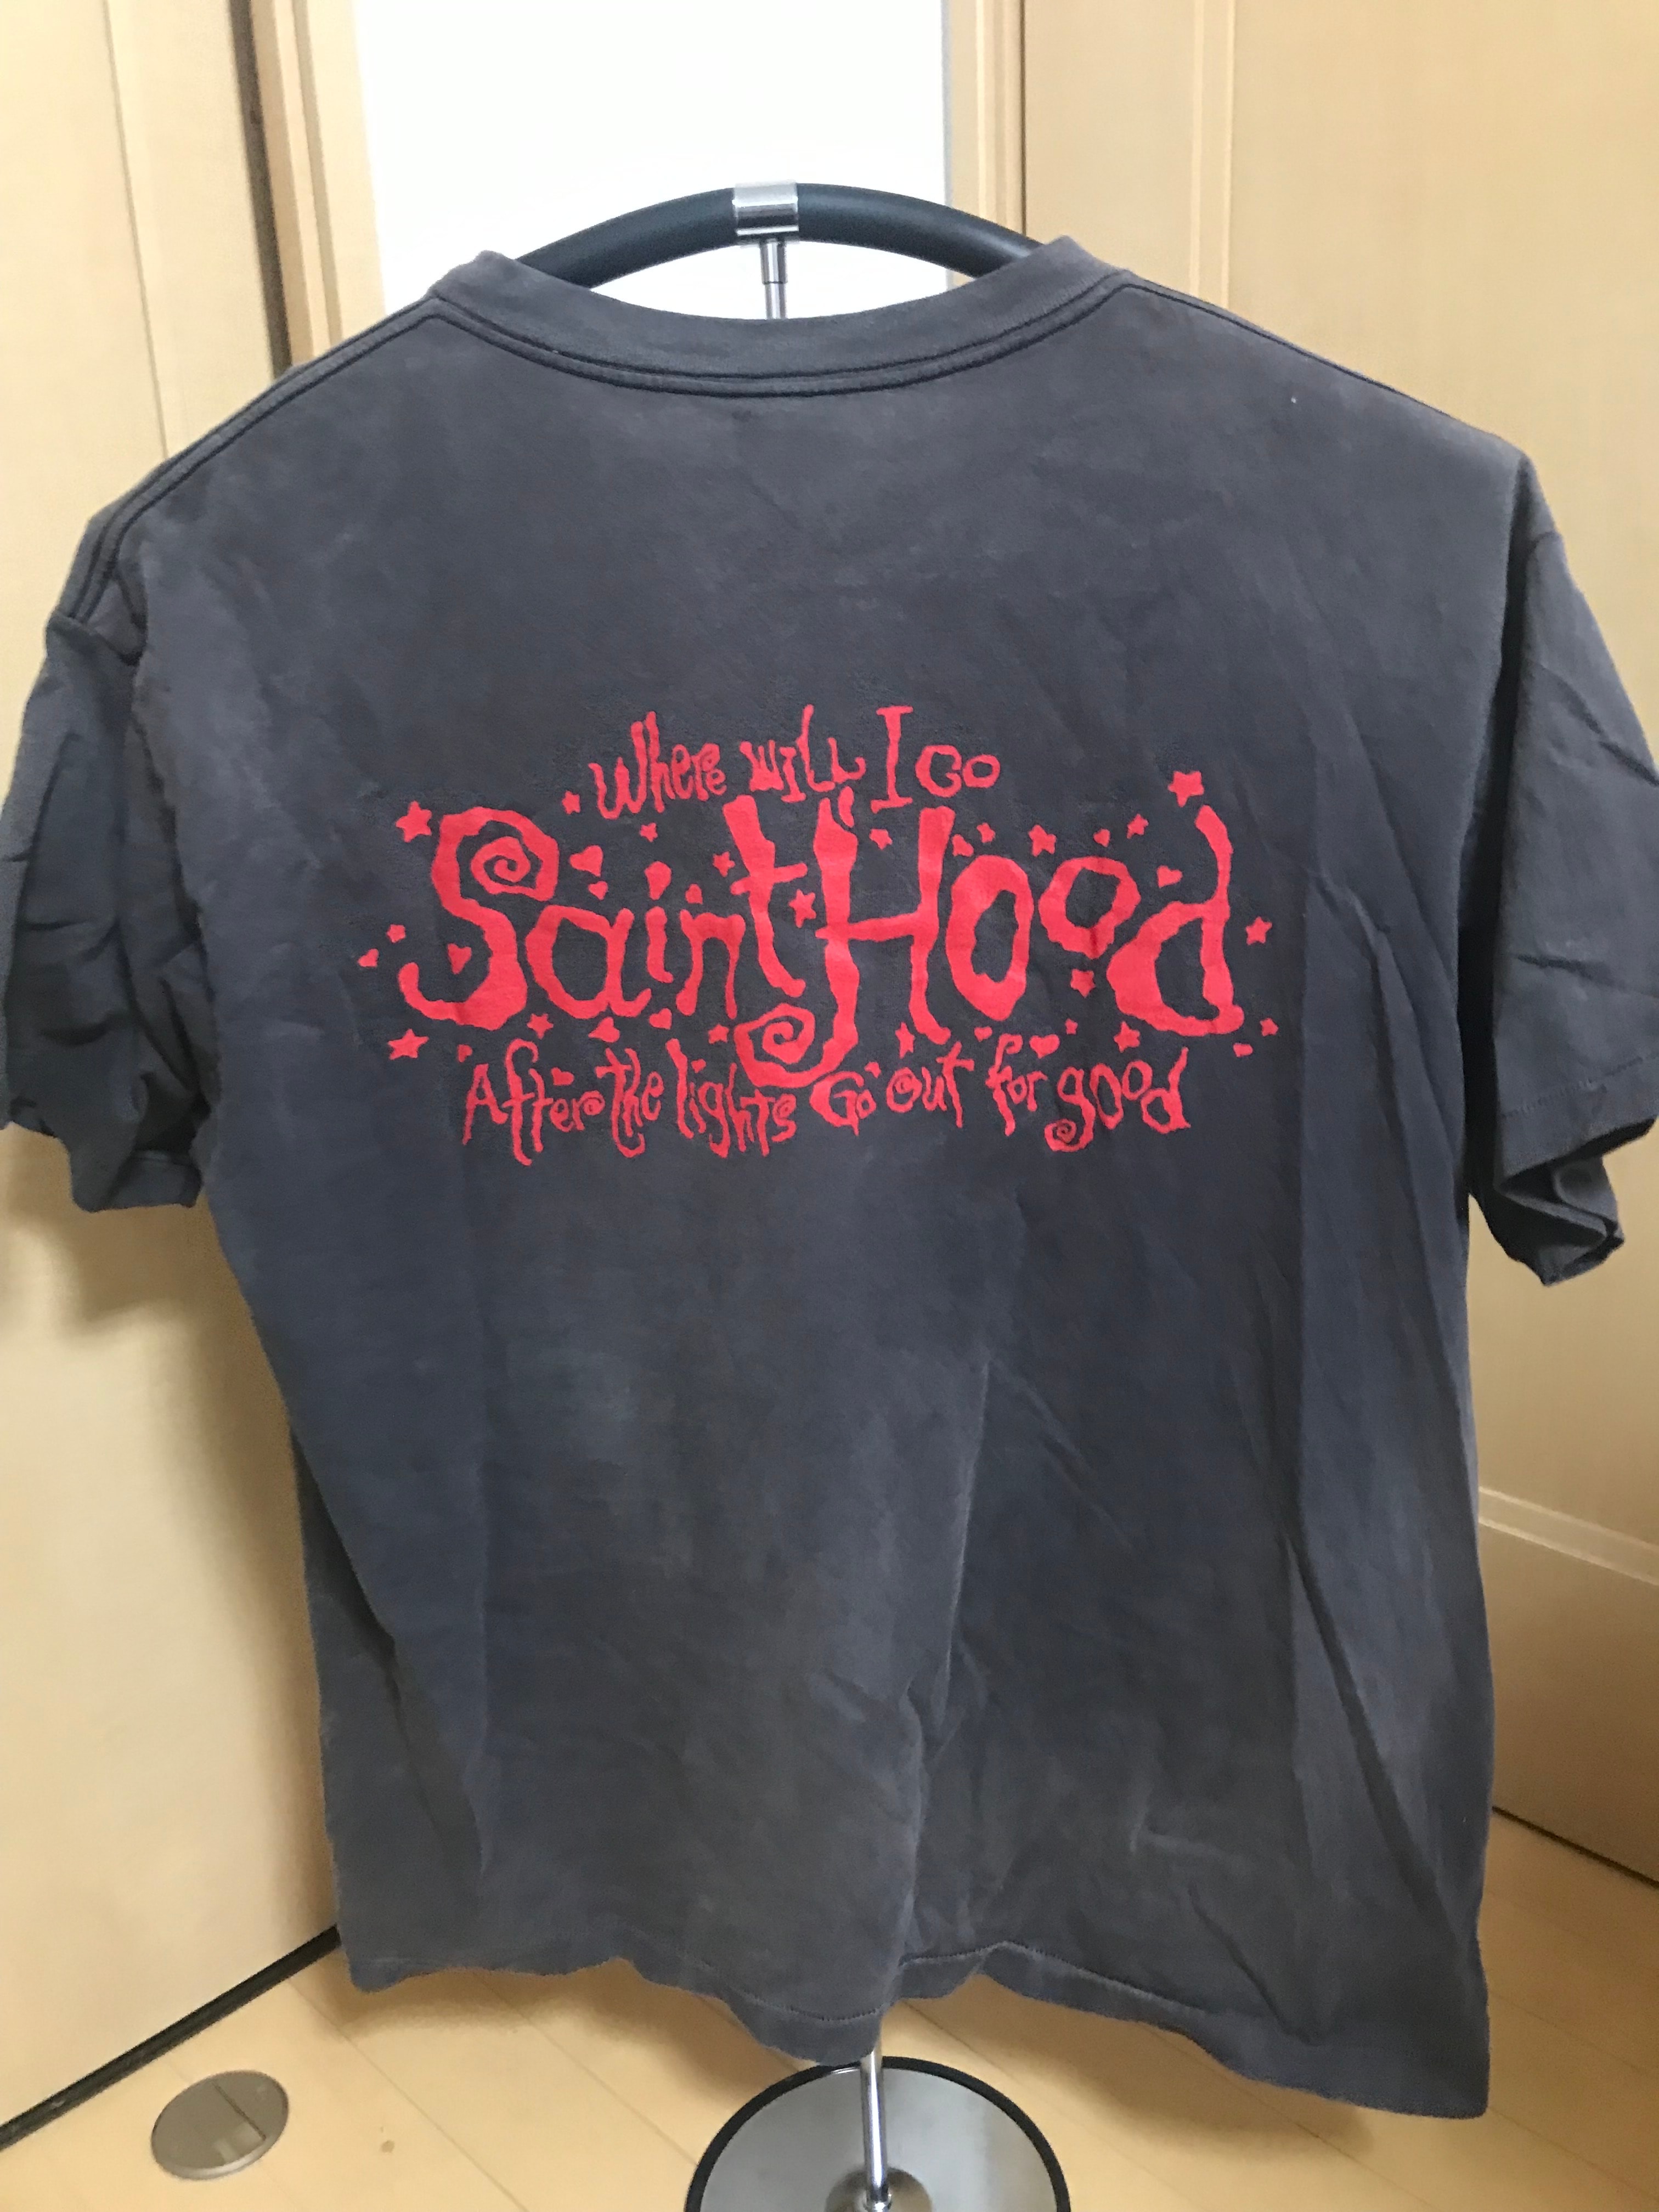 Where will I Go
SaintHood
After the lights Go out for good